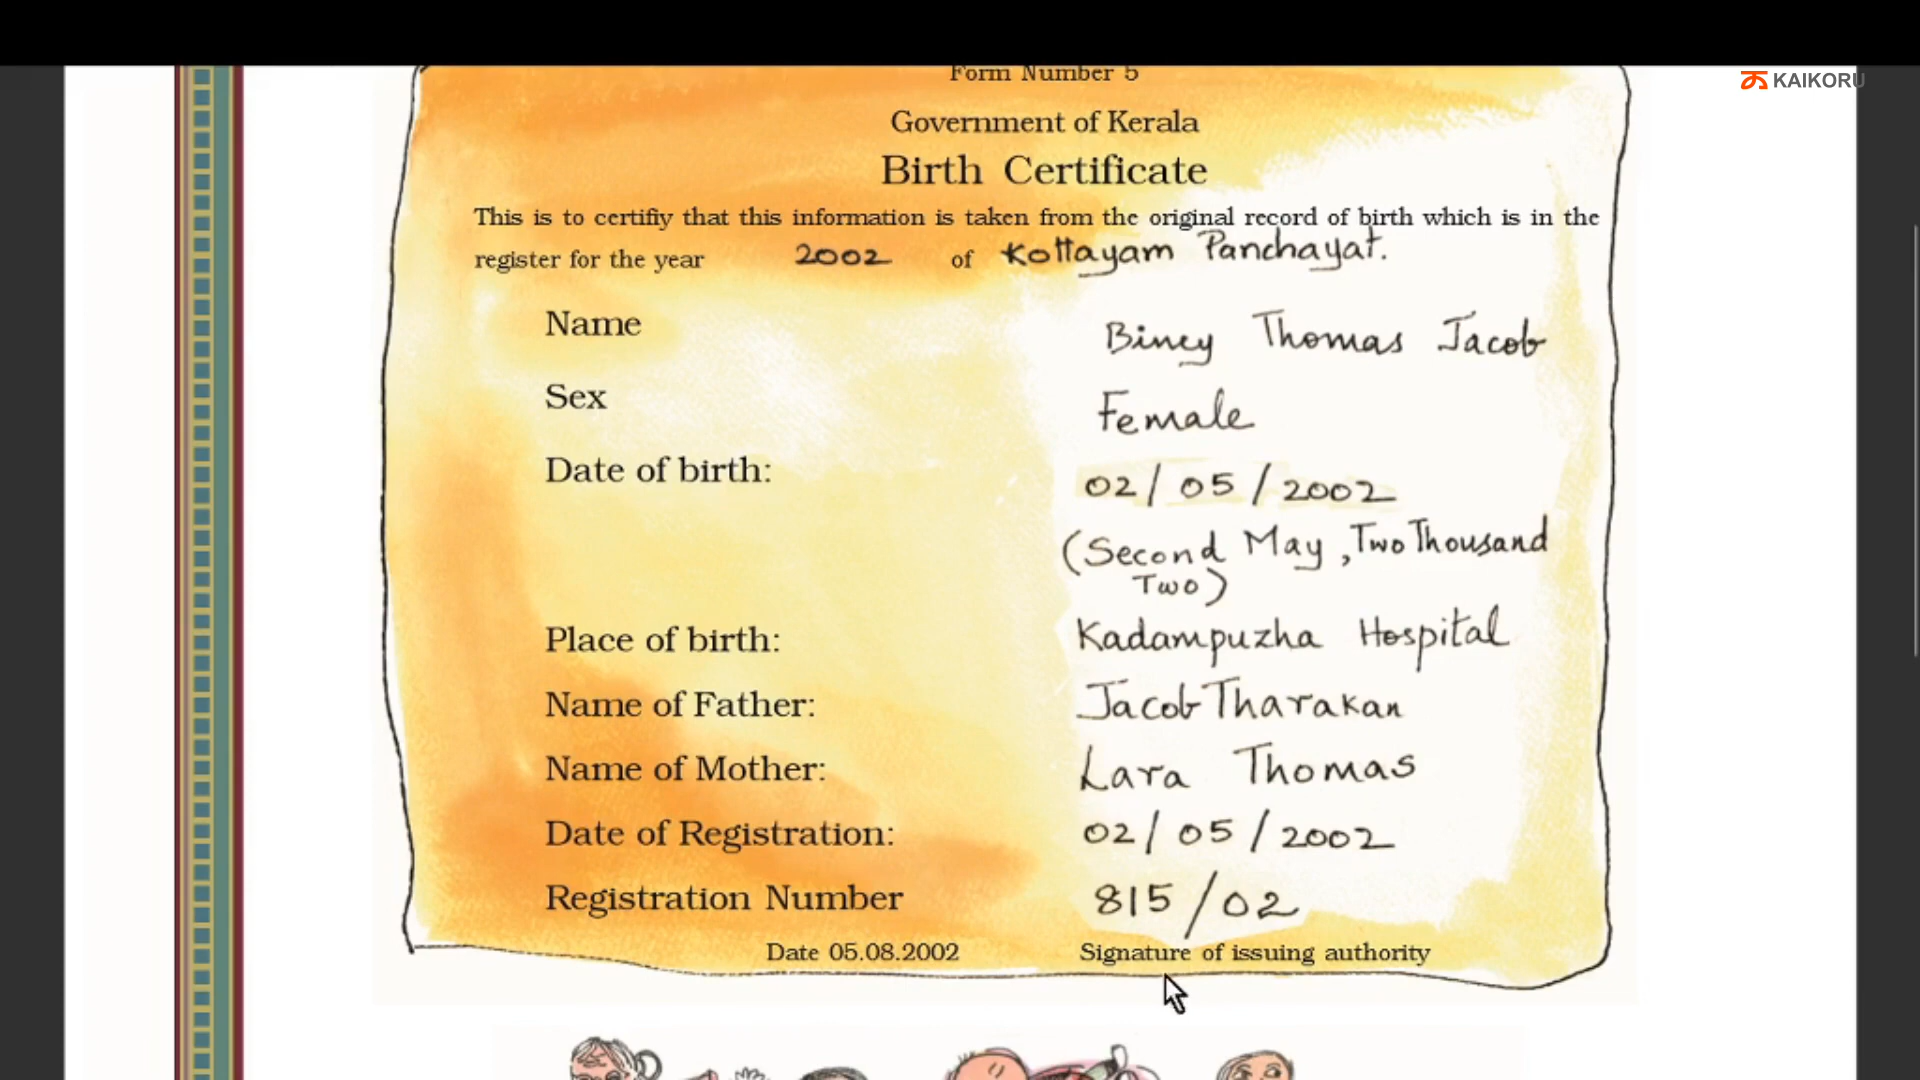 Form Number 5
KAIKORU
Government of Kerala
Birth Certificate
This is to certifiy that this information is taken from the original record of birth which is in the
register for the year 2002 of Kottayam Panchayat.
Name Biney Thomas Jacob
Sex Female
Date of birth: 02/05/2002
(Second May, Two Thousand
Two)
Place of birth: Kadampuzha Hospital
Name of Father: Jacob Tharakan
Name of Mother: Lara Thomas
Date of Registration: 02/05/2002
Registration Number 815/02
Date 05.08.2002 Signature of issuing authority